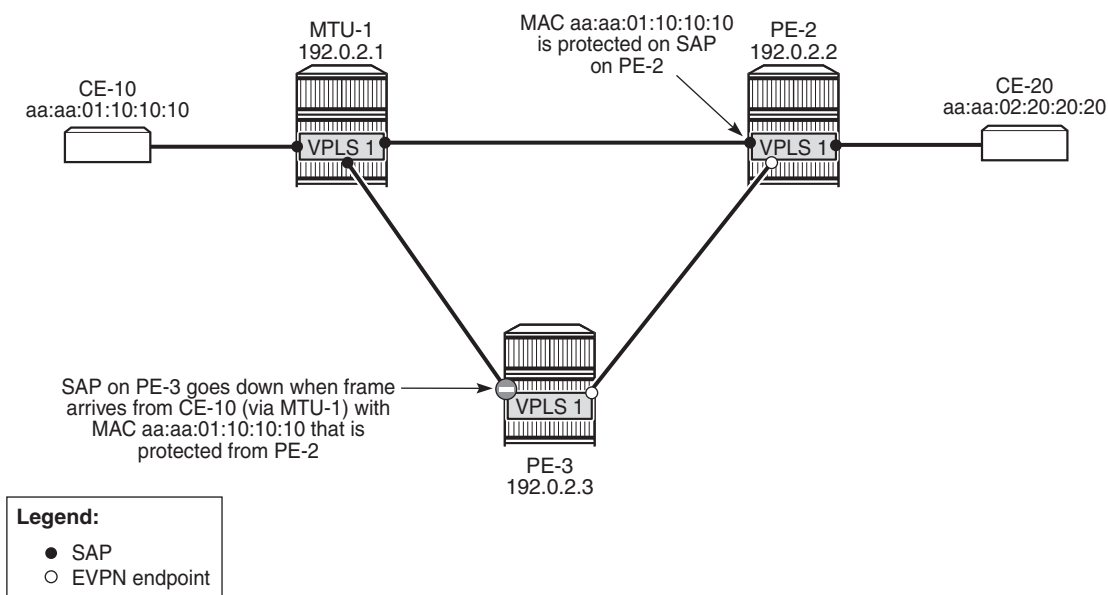 MTU-1
192.0.2.1
MAC aa:aa:01:10:10:10
is protected on SAP
on PE-2
PE-2
192.0.2.2
CE-10
aa:aa:01:10:10:10
CE-20
aa:aa:02:20:20:20
VPLS 1
VPLS 1
SAP on PE-3 goes down when frame
arrives from CE-10 (via MTU-1) with
MAC aa:aa:01:10:10:10 that is
protected from PE-2
VPLS 1
PE-3
192.0.2.3
Legend:
SAP
EVPN endpoint